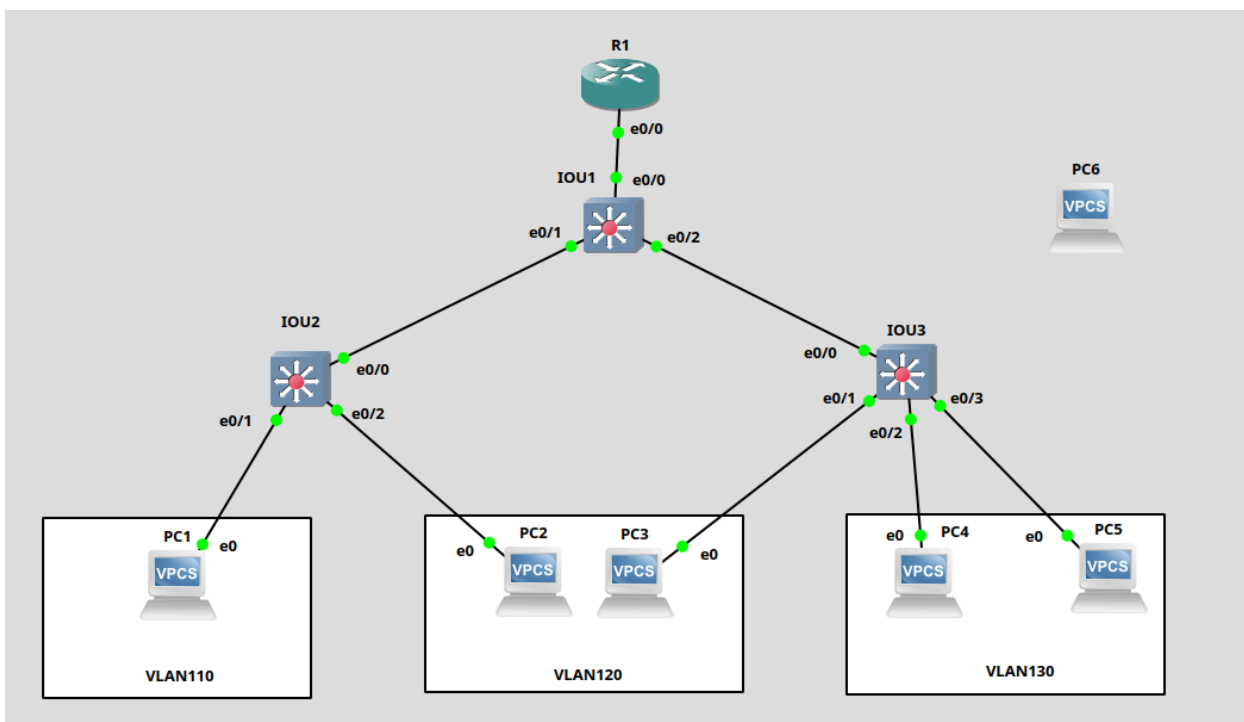 R1
e0/0
IOU1
e0/0
PC6
VPCS
e0/1
e0/2
IOU2
IOU3
e0/0
e0/0
e0/1
e0/2
e0/1
e0/2
e0/3
PC1
e0
VPCS
VLAN110
PC2
e0
VPCS
PC3
e0
VPCS
VLAN120
e0
PC4
VPCS
e0
PC5
VPCS
VLAN130